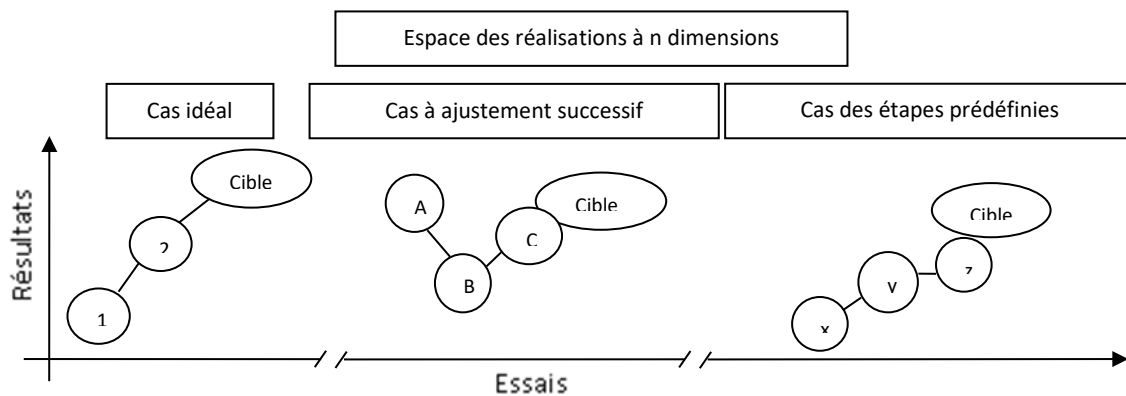 Espace des réalisations à n dimensions
Cas idéal
Cas à ajustement successif
Cas des étapes prédéfinies
Résultats
Cible
2
1
A
B
C
Cible
Cible
Essais